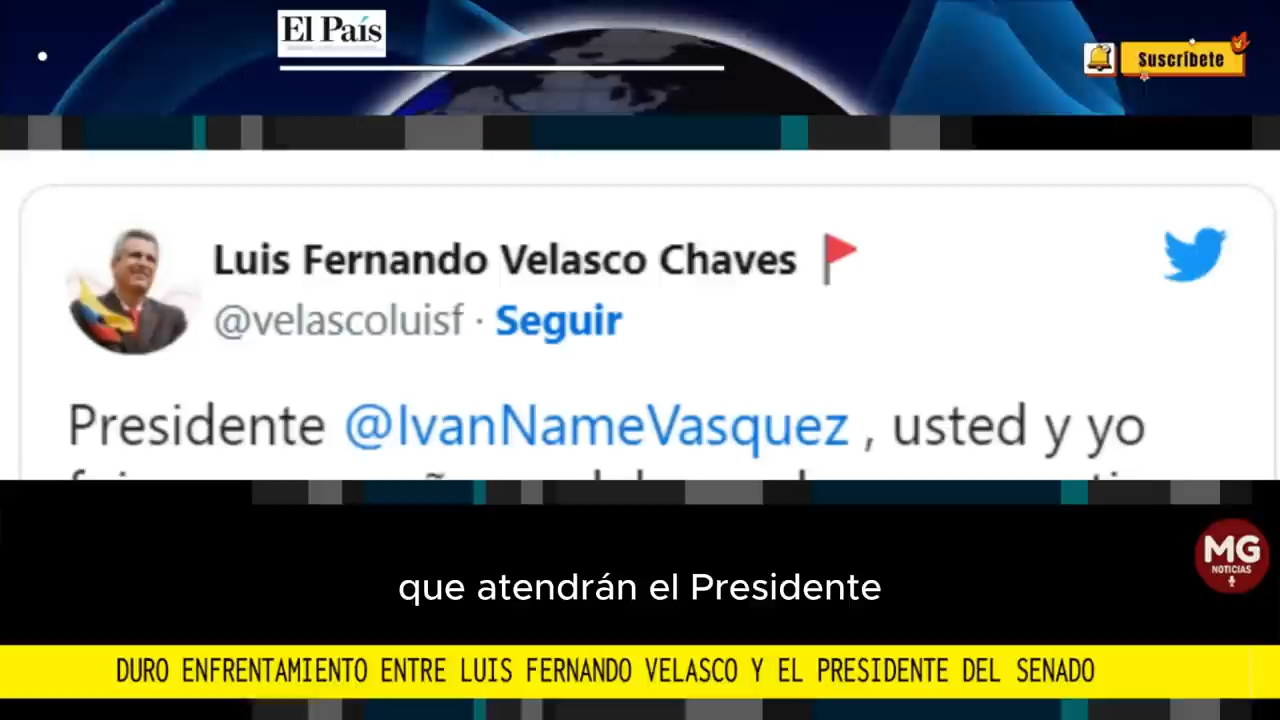 El País
Suscríbete
Luis Fernando Velasco Chaves
@velascoluisf · Seguir
Presidente @IvanNameVasquez , usted y yo
MG
NOTICIAS
que atendrán el Presidente
DURO ENFRENTAMIENTO ENTRE LUIS FERNANDO VELASCO Y EL PRESIDENTE DEL SENADO